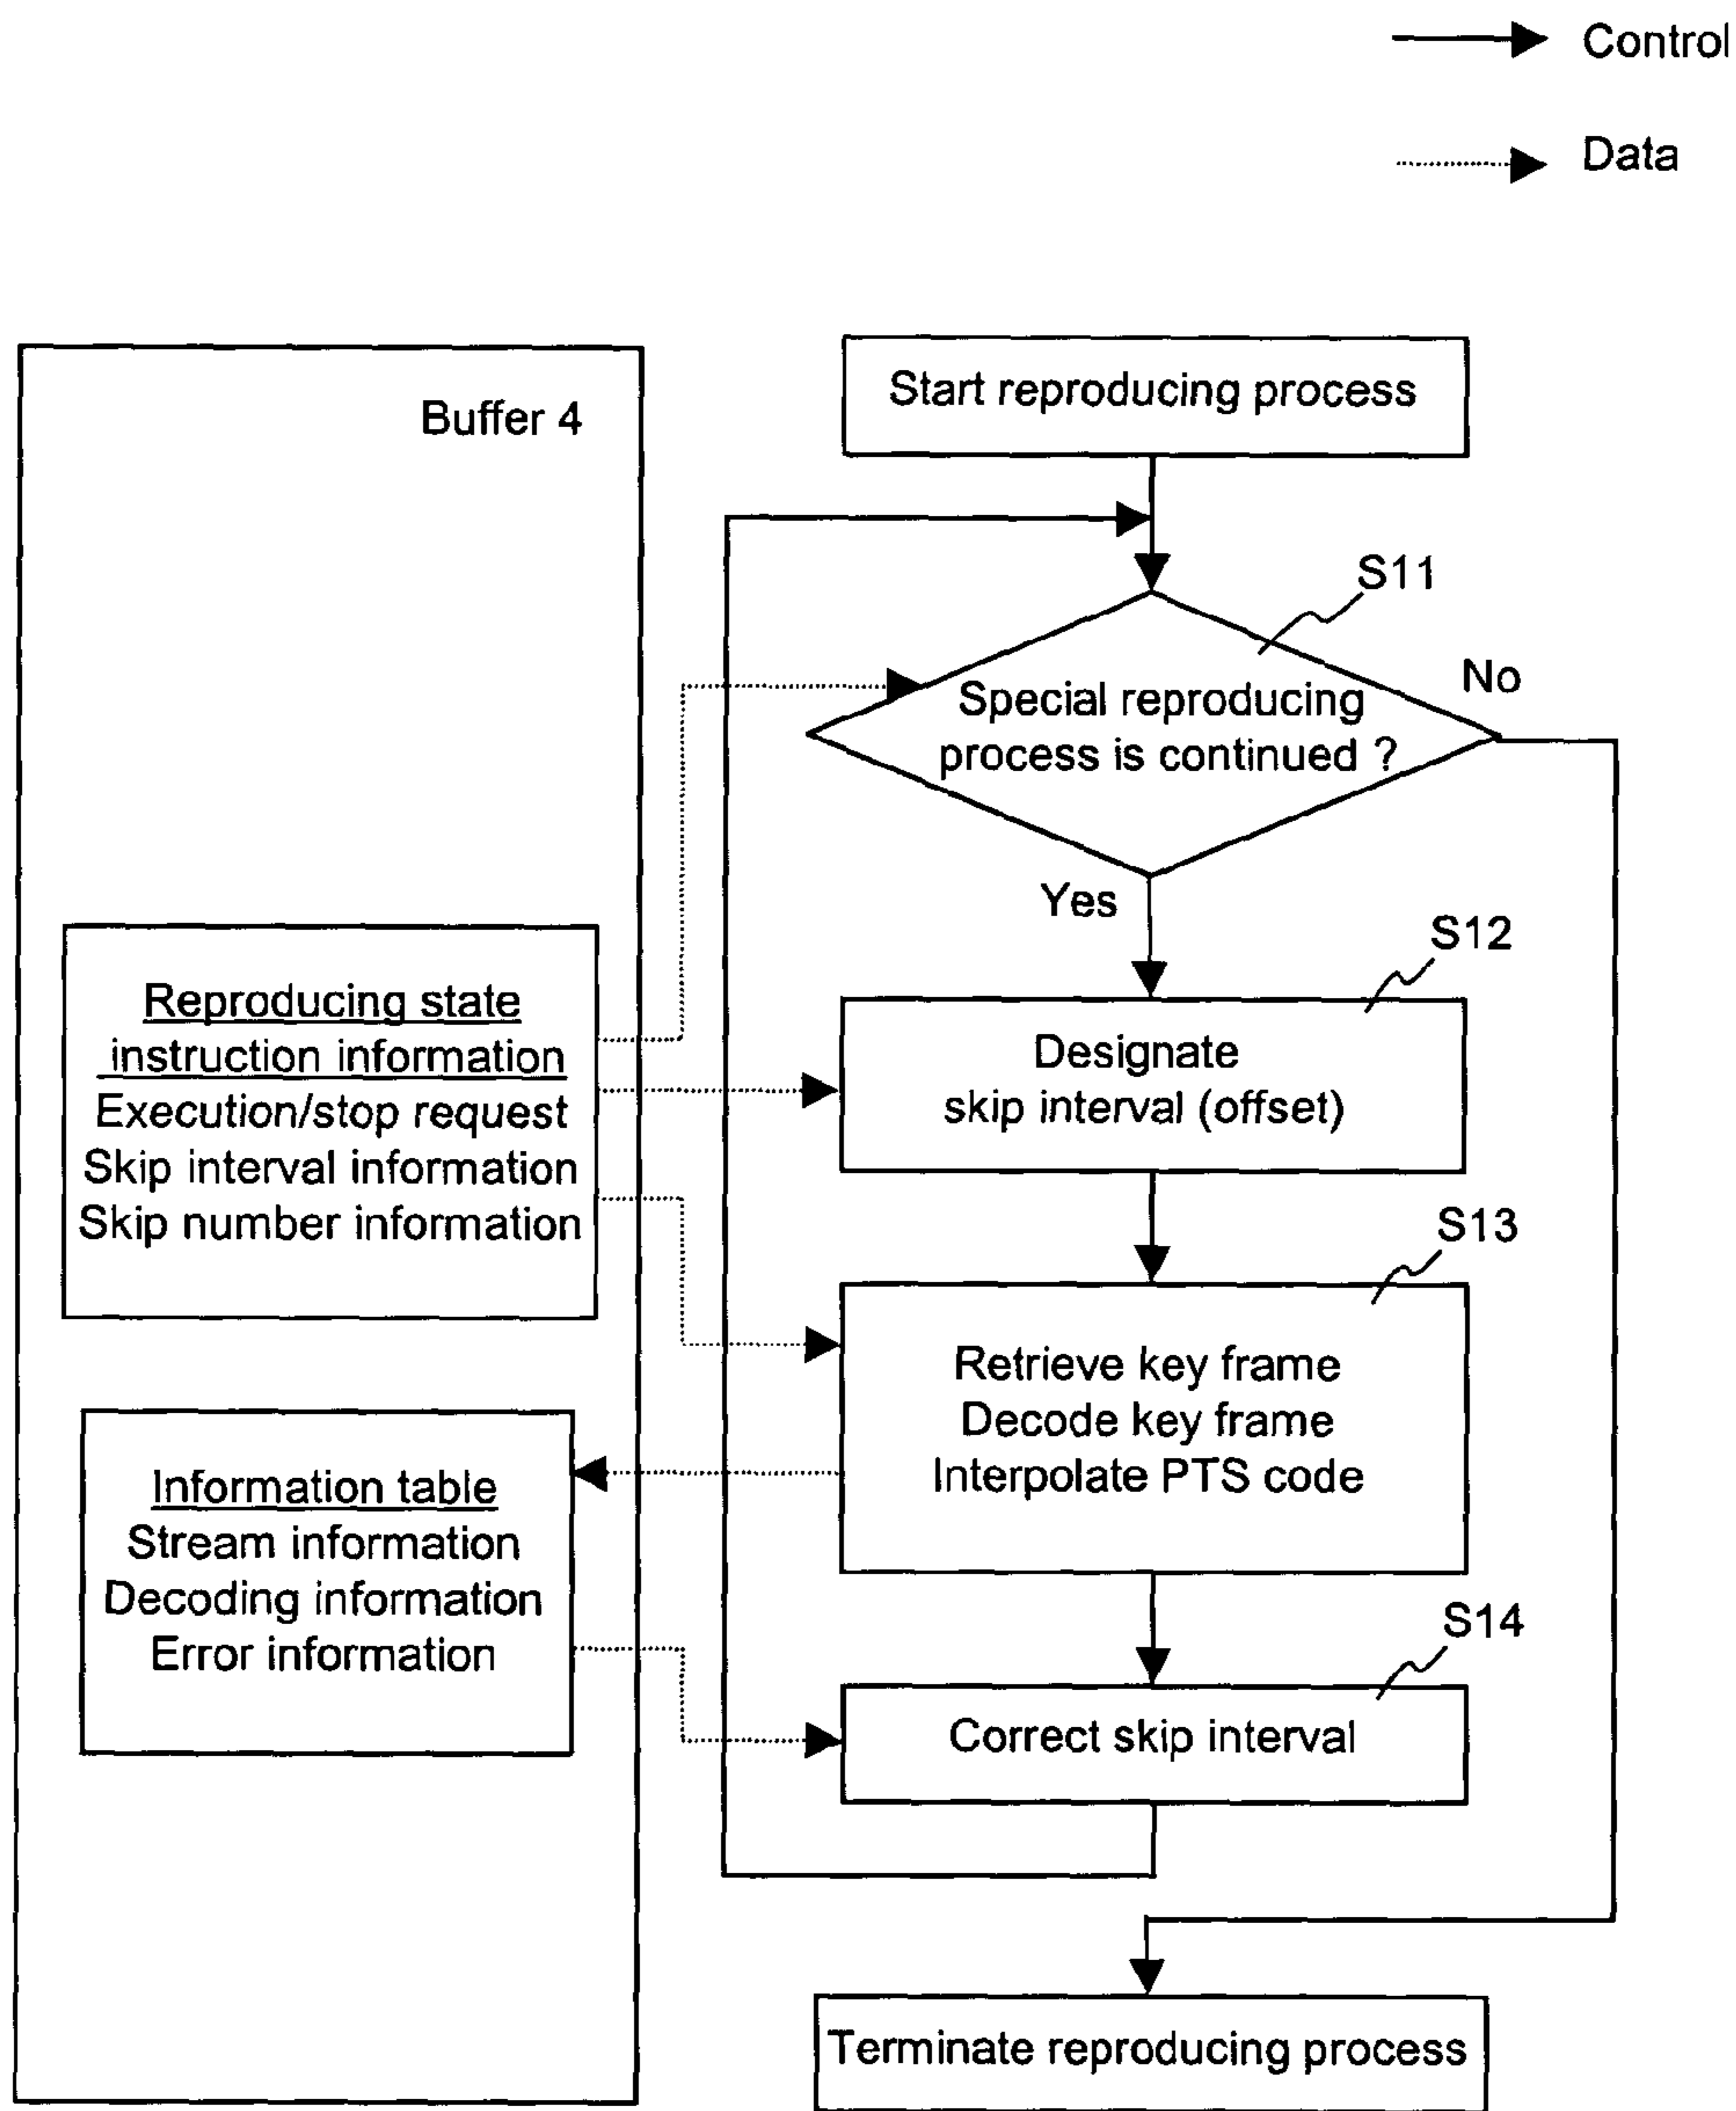 Control
Data
Buffer 4
Start reproducing process
S11
No
Special reproducing
process is continued ?
Yes
S12
Reproducing state
instruction information
Execution/stop request
Skip interval information
Skip number information
Designate
skip interval (offset)
S13
Retrieve key frame
Decode key frame
Interpolate PTS code
Information table
Stream information
Decoding information
Error information
S14
Correct skip interval
Terminate reproducing process